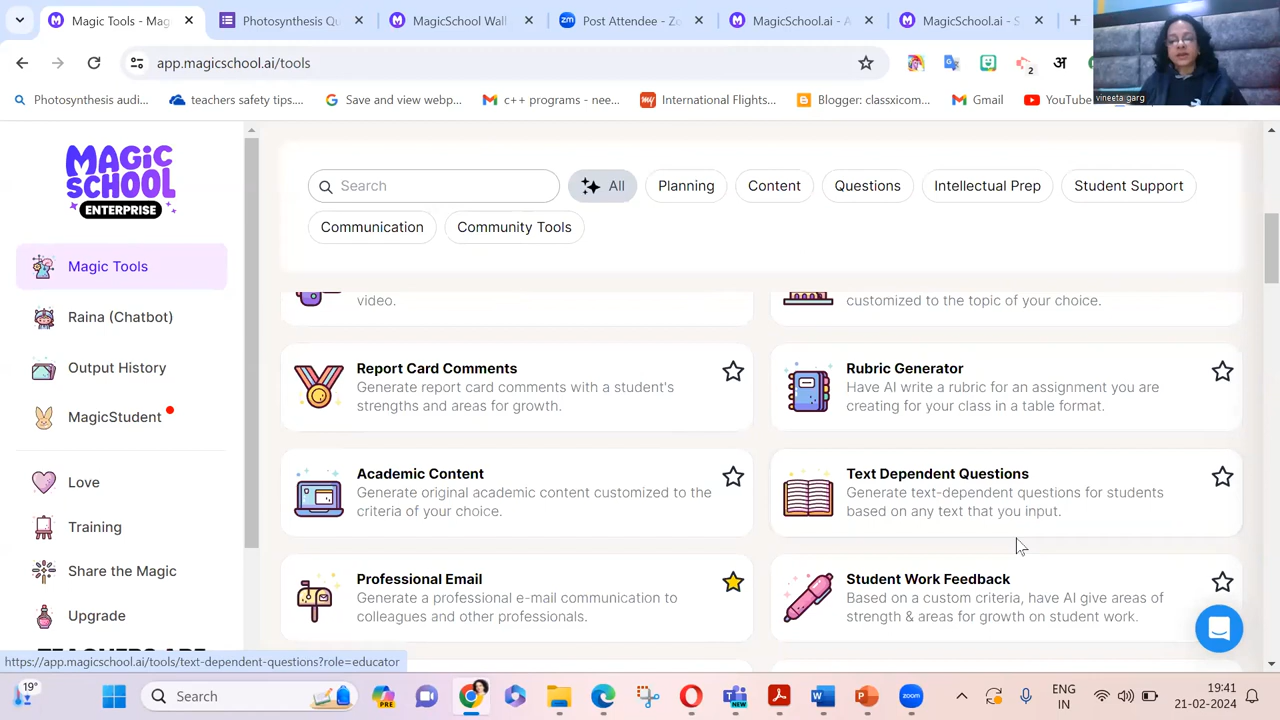 Magic Tools - Mag
Photosynthesis Qu
MagicSchool Wall
Post Attendee - Zo
MagicSchool.ai - A
MagicSchool.ai - S
app.magicschool.ai/tools
2
अ
Photosynthesis audi...
teachers safety tips....
Save and view webp...
c++ programs - nee...
my
International Flights...
Blogger: classxicom...
Gmail
YouTube
vineeta garg
MAGIC
SCHOOL
ENTERPRISE
Search
All
Planning
Content
Questions
Intellectual Prep
Student Support
Communication
Community Tools
Magic Tools
Raina (Chatbot)
Output History
MagicStudent
Love
Training
Share the Magic
Upgrade
video.
customized to the topic of your choice.
Report Card Comments
Generate report card comments with a student's
strengths and areas for growth.
Rubric Generator
Have AI write a rubric for an assignment you are
creating for your class in a table format.
Academic Content
Generate original academic content customized to the
criteria of your choice.
Text Dependent Questions
Generate text-dependent questions for students
based on any text that you input.
Professional Email
Generate a professional e-mail communication to
colleagues and other professionals.
Student Work Feedback
Based on a custom criteria, have AI give areas of
strength & areas for growth on student work.
https://app.magicschool.ai/tools/text-dependent-questions?role=educator
19°
Search
PRE
NEW
zoom
ENG
IN
19:41
21-02-2024